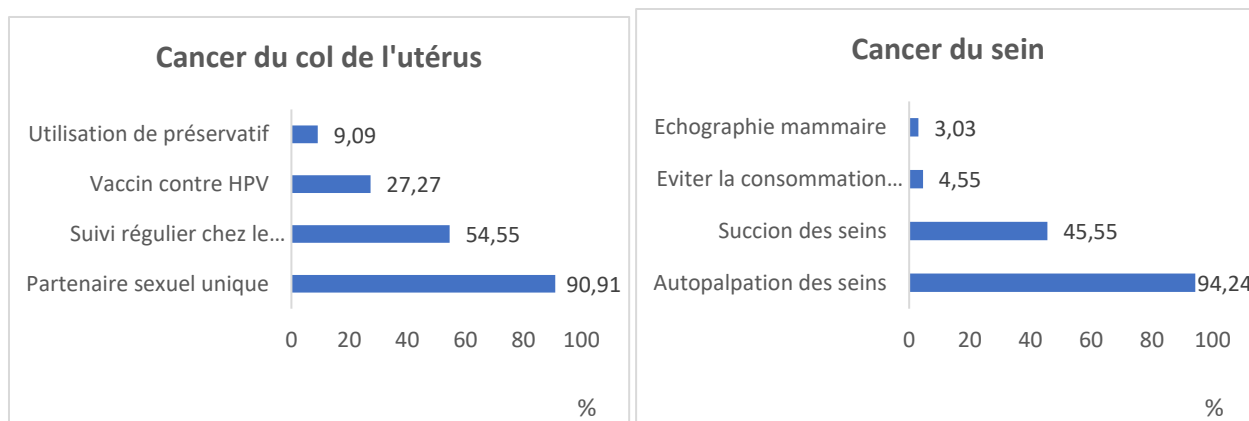 Cancer du col de l'utérus
Utilisation de préservatif
9,09
Vaccin contre HPV
27,27
Suivi régulier chez le...
54,55
Partenaire sexuel unique
90,91
0 20 40 60 80 100
%
Cancer du sein
Echographie mammaire
3,03
Eviter la consommation...
4,55
Succion des seins
45,55
Autopalpation des seins
94,24
0 20 40 60 80 100
%